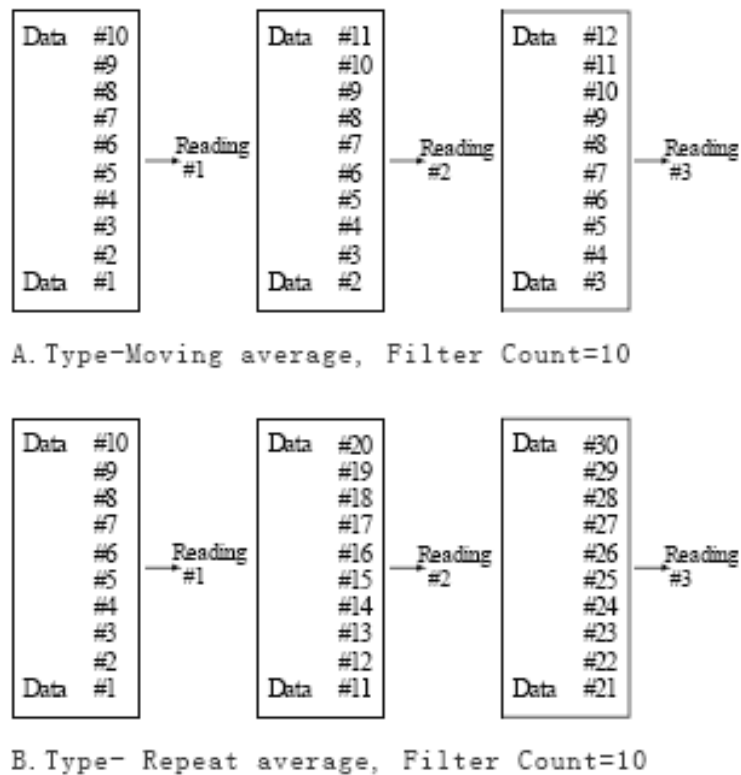 Data #10
#9
#8
#7
#6
#5
#4
#3
#2
Data #1
Reading
#1
Data #11
#10
#9
#8
#7
#6
#5
#4
#3
Data #2
Reading
#2
Data #12
#11
#10
#9
#8
#7
#6
#5
#4
Data #3
Reading
#3
A.Type-Moving average, Filter Count=10
Data #10
#9
#8
#7
#6
#5
#4
#3
#2
Data #1
Reading
#1
Data #20
#19
#18
#17
#16
#15
#14
#13
#12
Data #11
Reading
#2
Data #30
#29
#28
#27
#26
#25
#24
#23
#22
Data #21
Reading
#3
B.Type- Repeat average, Filter Count=10